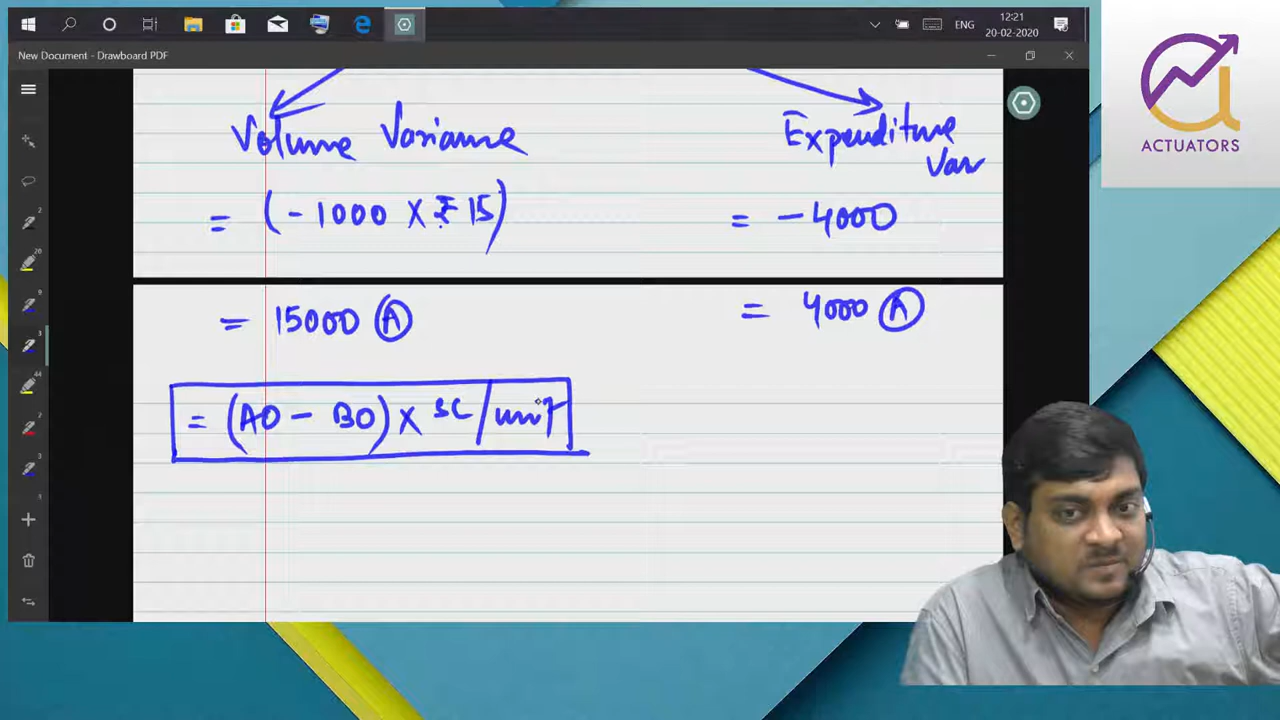 ENG
12:21
20-02-2020
New Document - Drawboard PDF
ACTUATORS
Volume Variance
Expenditure
Var
= (-1000 X ₹ 15)
= -4000
= 15000 (A)
= 4000 (A)
= (AO - BO) X SC/unit